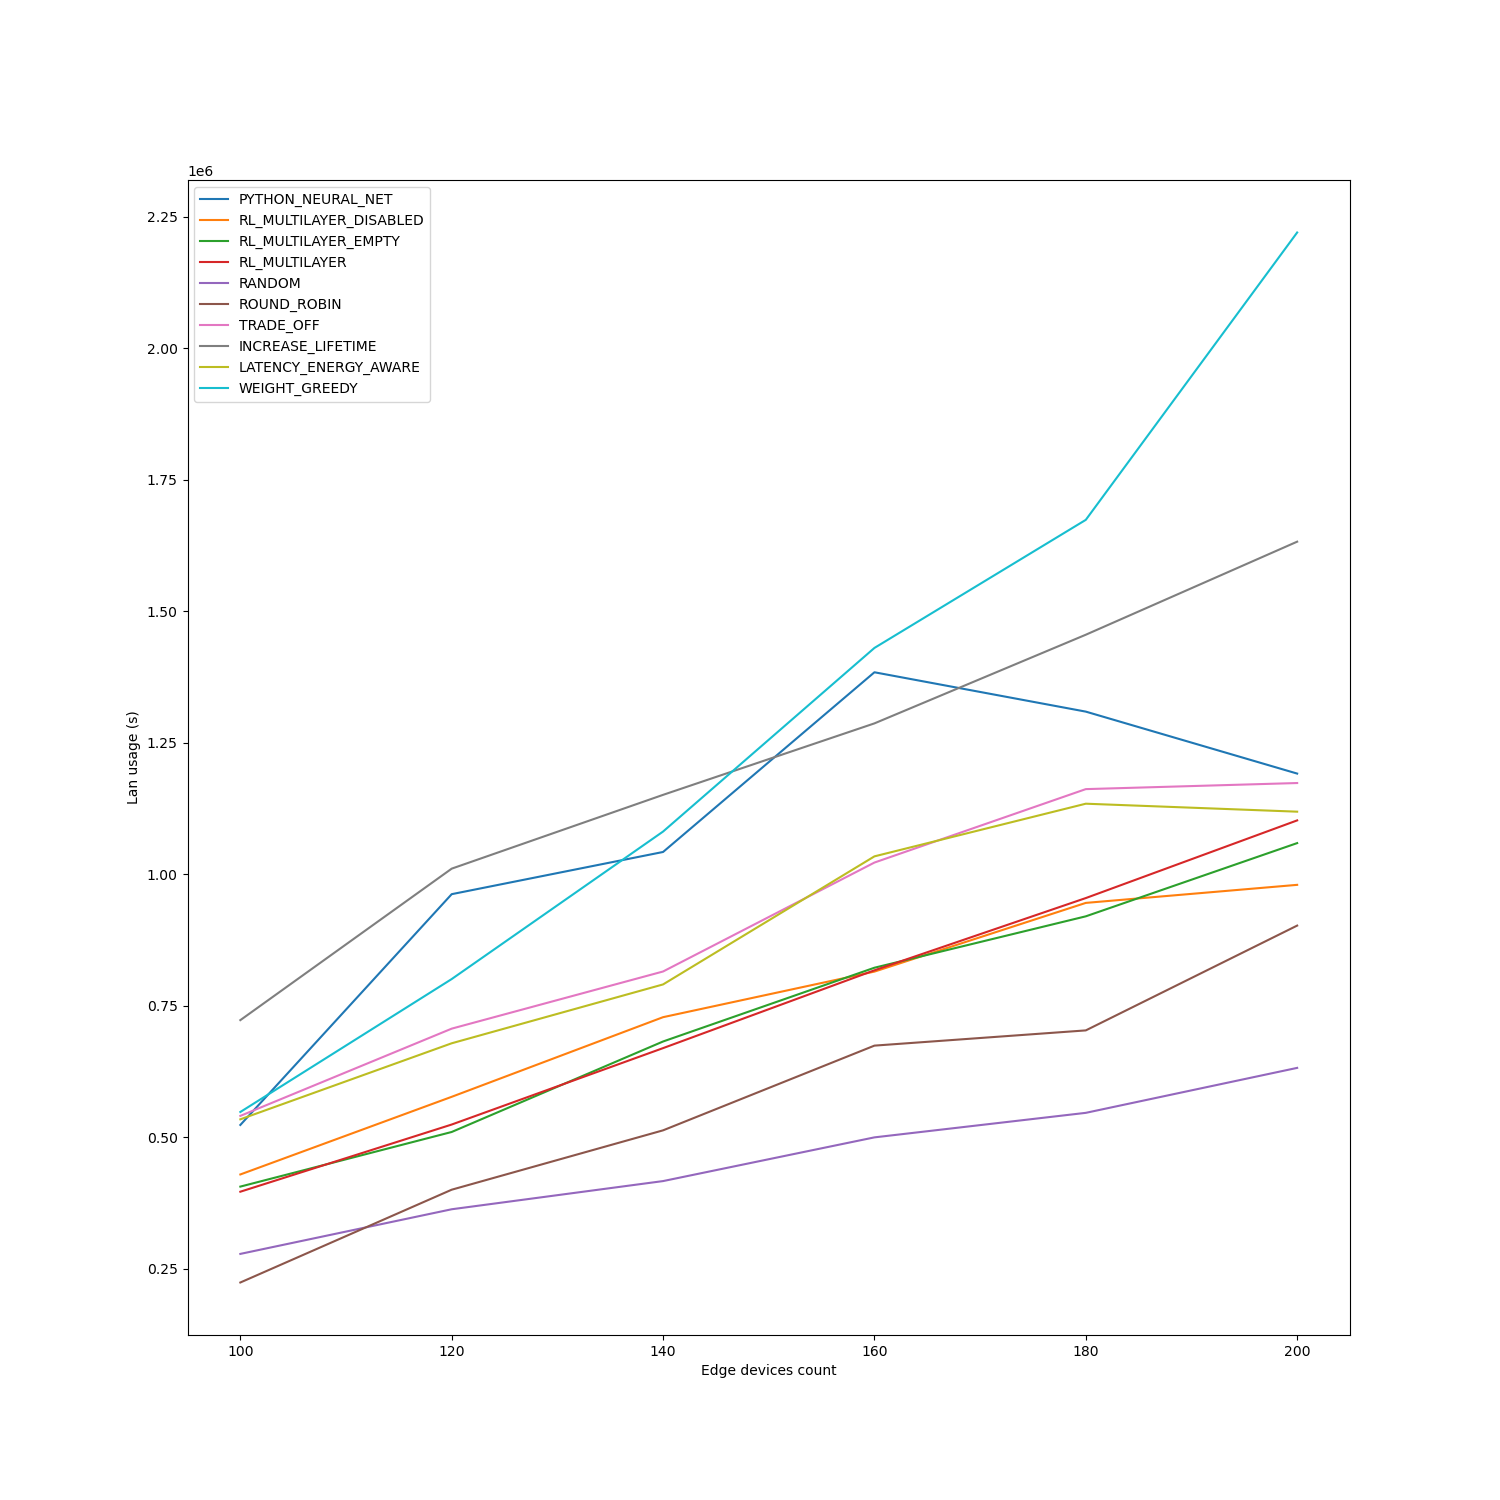 1e6
2.25
2.00
1.75
1.50
1.25
1.00
0.75
0.50
0.25
Lan usage (s)
PYTHON_NEURAL_NET
RL_MULTILAYER_DISABLED
RL_MULTILAYER_EMPTY
RL_MULTILAYER
RANDOM
ROUND_ROBIN
TRADE_OFF
INCREASE_LIFETIME
LATENCY_ENERGY_AWARE
WEIGHT_GREEDY
100 120 140 160 180 200
Edge devices count